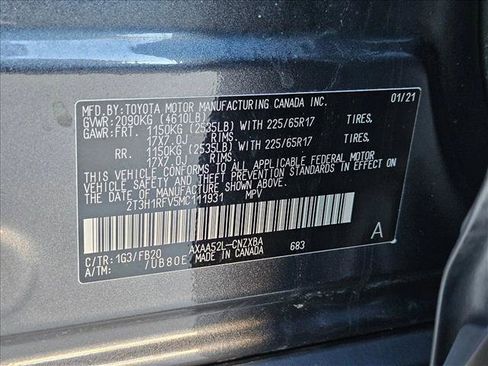 MFD.BY: TOYOTA MOTOR MANUFACTURING CANADA INC. 01/21
GVWR: 2090KG (4610LB)
GAWR: FRT. 1150KG (2535LB) WITH 225/65R17 TIRES,
17X7.0J RIMS.
RR. 1150KG (2535LB) WITH 225/65R17 TIRES,
17X7.0J RIMS.
THIS VEHICLE CONFORMS TO ALL APPLICABLE FEDERAL MOTOR
VEHICLE SAFETY STANDARDS IN EFFECT ON
THE DATE OF MANUFACTURE SHOWN ABOVE.
2T3H1RFV5MC111931 MPV
C/TR: 1G3/FB20 AXAA52L-CNZXBA 683 A
A/TM: /UB80E, MADE IN CANADA